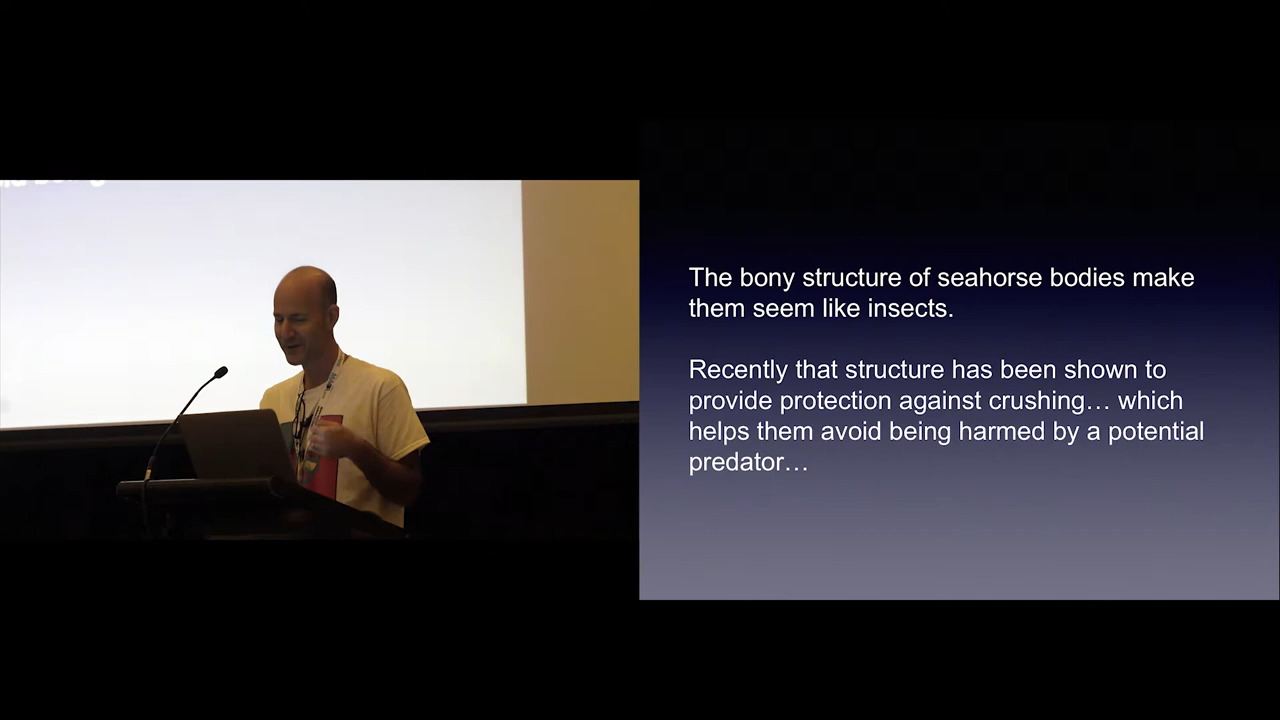 The bony structure of seahorse bodies make
them seem like insects.
Recently that structure has been shown to
provide protection against crushing… which
helps them avoid being harmed by a potential
predator…